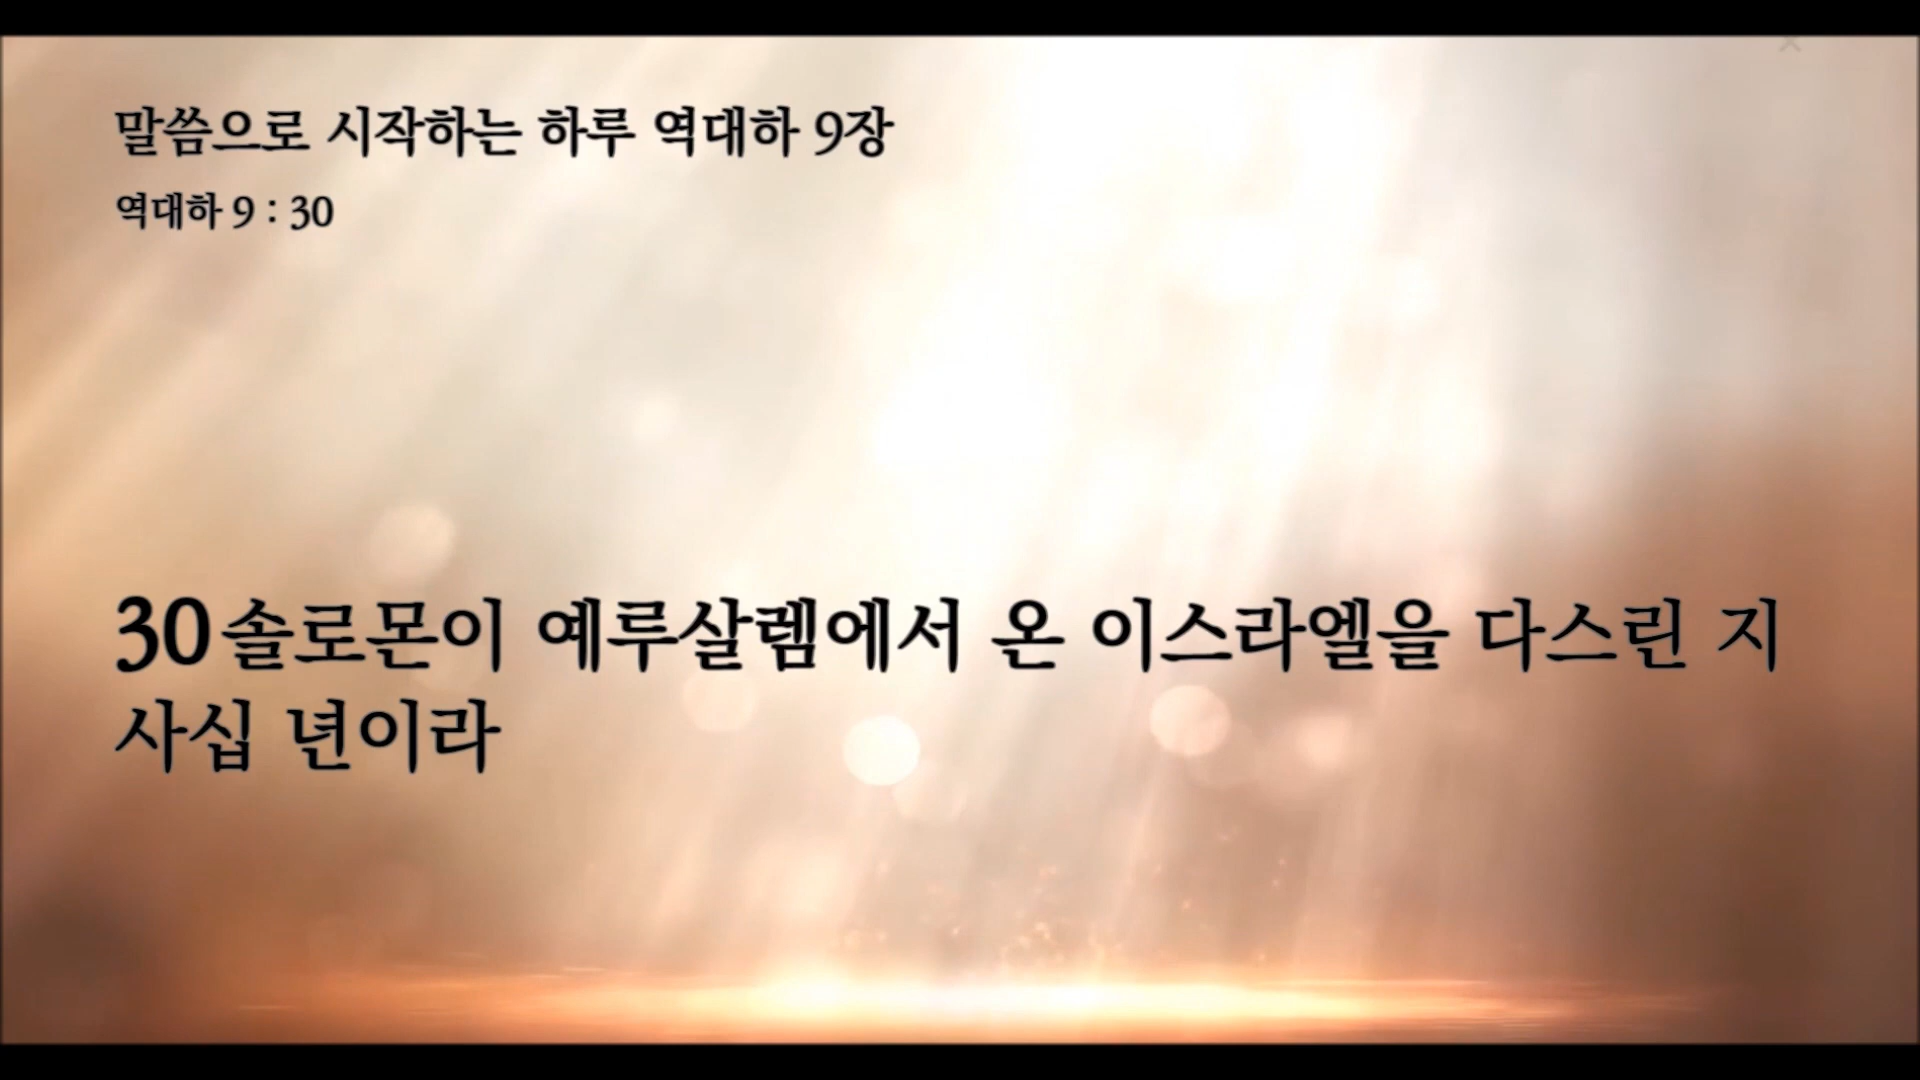 말씀으로 시작하는 하루 역대하 9장
역대하 9 : 30
30 솔로몬이 예루살렘에서 온 이스라엘을 다스린 지
사십 년이라